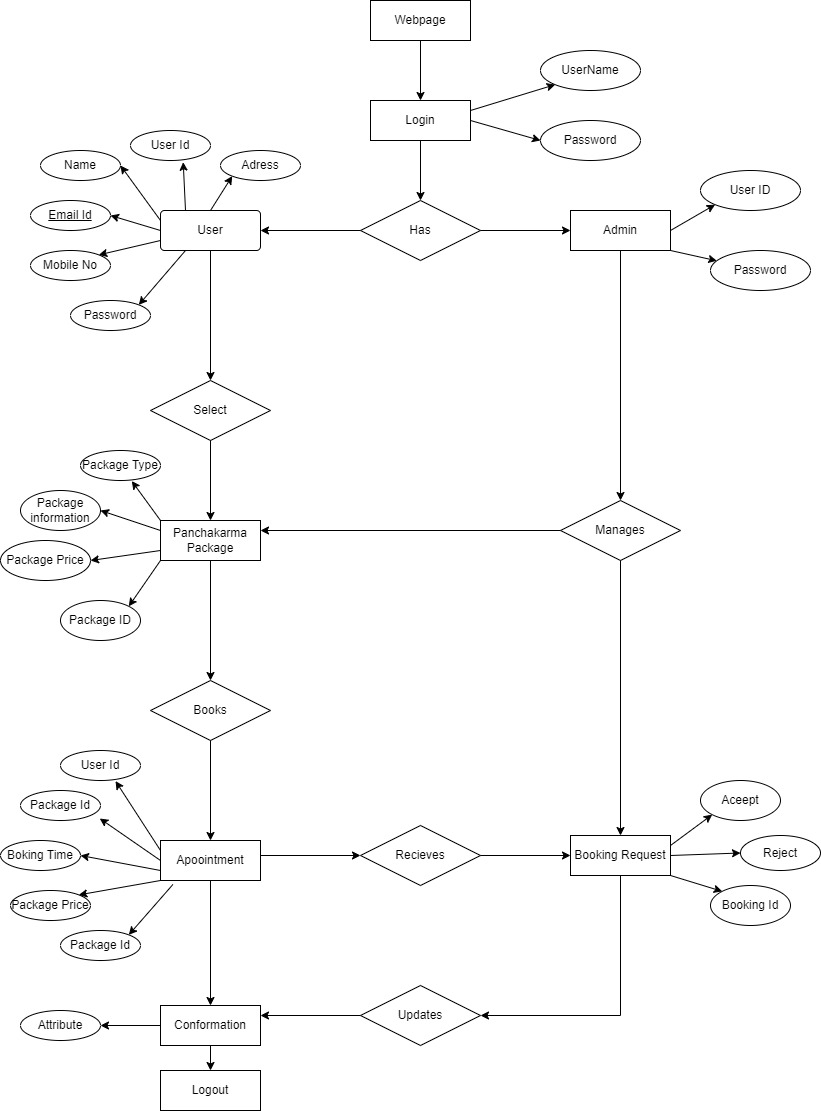 Webpage
UserName
Login
Password
User Id
Name
Adress
User ID
Email Id
User
Has
Admin
Mobile No
Password
Password
Select
Package Type
Package
information
Panchakarma
Package
Manages
Package Price
Package ID
Books
User Id
Package Id
Aceept
Boking Time
Apoointment
Recieves
Booking Request
Reject
Package Price
Booking Id
Package Id
Attribute
Conformation
Updates
Logout